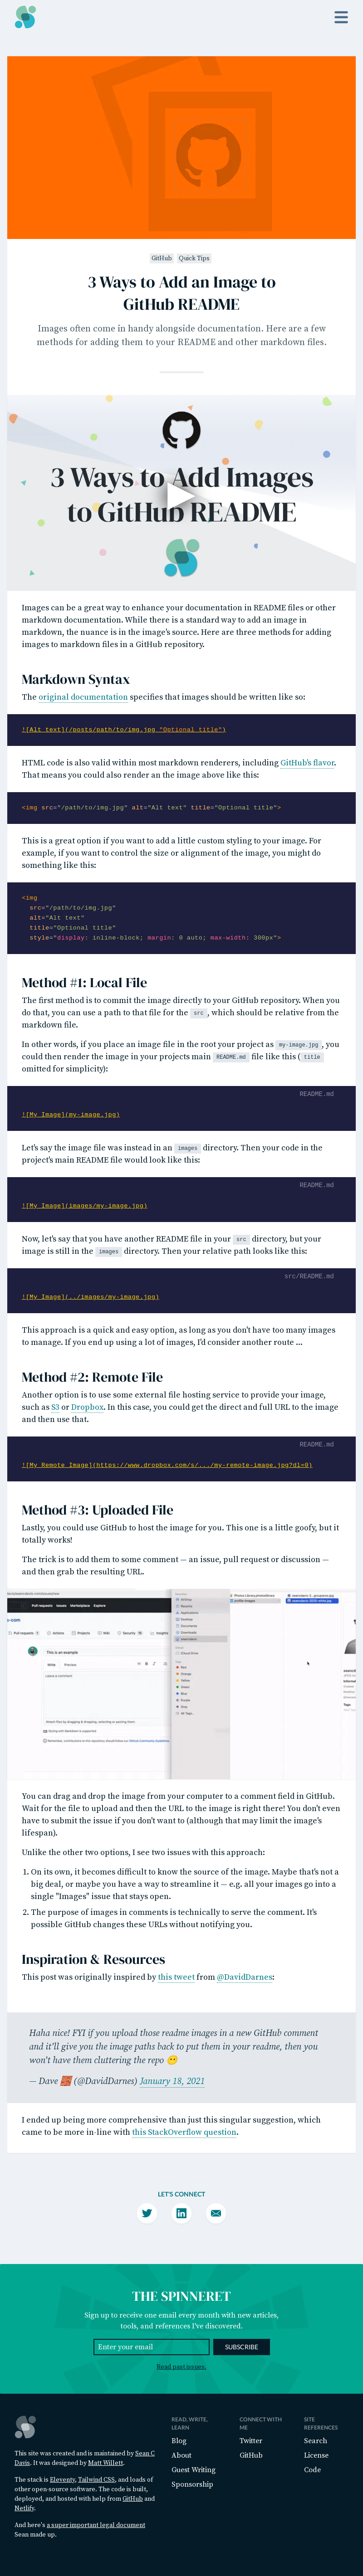 GitHub Quick Tips
3 Ways to Add an Image to
GitHub README
Images often come in handy alongside documentation. Here are a few
methods for adding them to your README and other markdown files.
3 Ways to Add Images
to GitHub README
Images can be a great way to enhance your documentation in README files or other
markdown documentation. While there is a standard way to add an image in
markdown, the nuance is in the image's source. Here are three methods for adding
images to markdown files in a GitHub repository.
Markdown Syntax
The original documentation specifies that images should be written like so:
![Alt text](/posts/path/to/img.jpg "Optional title")
HTML code is also valid within most markdown renderers, including GitHub's flavor.
That means you could also render an the image above like this:
<img src="/path/to/img.jpg" alt="Alt text" title="Optional title">
This is a great option if you want to add a little custom styling to your image. For
example, if you want to control the size or alignment of the image, you might do
something like this:
<img
src="/path/to/img.jpg"
alt="Alt text"
title="Optional title"
style="display: inline-block; margin: 0 auto; max-width: 300px">
Method #1: Local File
The first method is to commit the image directly to your GitHub repository. When you
do that, you can use a path to that file for the src, which should be relative from the
markdown file.
In other words, if you place an image file in the root your project as my-image.jpg, you
could then render the image in your projects main README.md file like this (title
omitted for simplicity):
README.md
![My Image](my-image.jpg)
Let's say the image file was instead in an images directory. Then your code in the
project's main README file would look like this:
README.md
![My Image](images/my-image.jpg)
Now, let's say that you have another README file in your src directory, but your
image is still in the images directory. Then your relative path looks like this:
src/README.md
![My Image](../images/my-image.jpg)
This approach is a quick and easy option, as long as you don't have too many images
to manage. If you end up using a lot of images, I'd consider another route ...
Method #2: Remote File
Another option is to use some external file hosting service to provide your image,
such as S3 or Dropbox. In this case, you could get the direct and full URL to the image
and then use that.
README.md
![My Remote Image](https://www.dropbox.com/s/.../my-remote-image.jpg?dl=0)
Method #3: Uploaded File
Lastly, you could use GitHub to host the image for you. This one is a little goofy, but it
totally works!
The trick is to add them to some comment — an issue, pull request or discussion —
and then grab the resulting URL.
Pull requests Issues Marketplace Explore
This is an example
Write Preview
Leave a comment
You can drag and drop the image from your computer to a comment field in GitHub.
Wait for the file to upload and then the URL to the image is right there! You don't even
have to submit the issue if you don't want to (although that may limit the image's
lifespan).
Unlike the other two options, I see two issues with this approach:
1. On its own, it becomes difficult to know the source of the image. Maybe that's not a
big deal, or maybe you have a way to streamline it — e.g. all your images go into a
single "Images" issue that stays open.
2. The purpose of images in comments is technically to serve the comment. It's
possible GitHub changes these URLs without notifying you.
Inspiration & Resources
This post was originally inspired by this tweet from @DavidDarnes:
Haha nice! FYI if you upload those readme images in a new GitHub comment
and it'll give you the image paths back to put them in your readme, then you
won't have them cluttering the repo 😶
— Dave 🧱 (@DavidDarnes) January 18, 2021
I ended up being more comprehensive than just this singular suggestion, which
came to be more in-line with this StackOverflow question.
LET'S CONNECT
THE SPINNERET
Sign up to receive one email every month with new articles,
tools, and references I've discovered.
Enter your email SUBSCRIBE
Read past issues.
This site was created and is maintained by Sean C
Davis. It was designed by Matt Willett.
The stack is Eleventy, Tailwind CSS, and loads of
other open-source software. The code is built,
deployed, and hosted with help from GitHub and
Netlify.
And here's a super important legal document
Sean made up.
READ, WRITE,
LEARN
Blog
About
Guest Writing
Sponsorship
CONNECT WITH
ME
Twitter
GitHub
SITE
REFERENCES
Search
License
Code